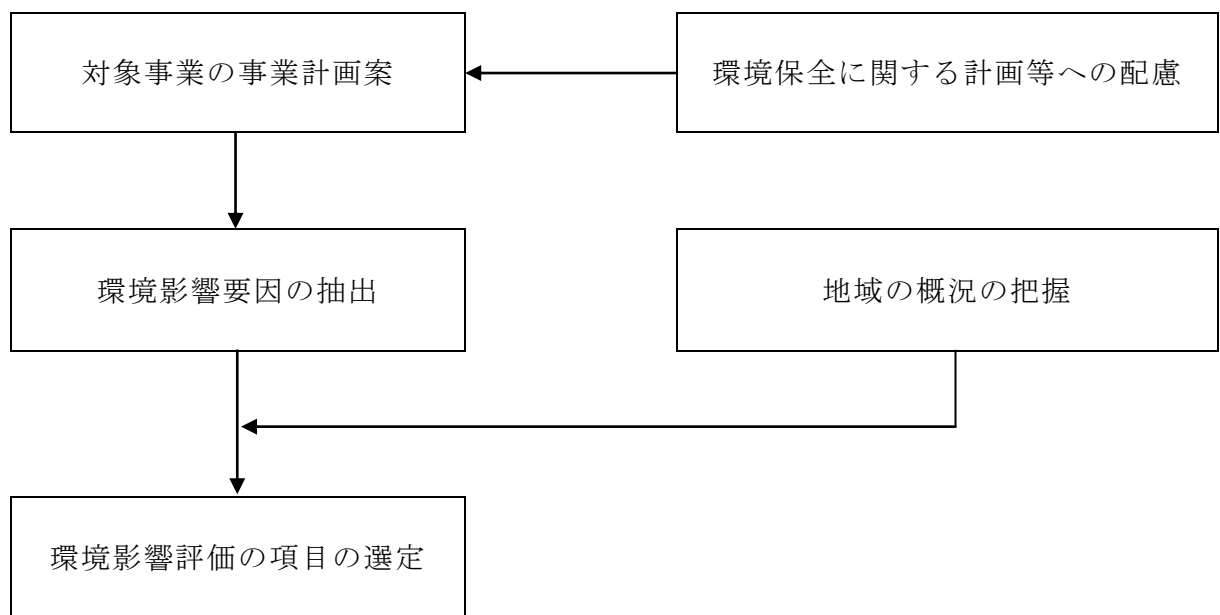 対象事業の事業計画案
環境保全に関する計画等への配慮
環境影響要因の抽出
地域の概況の把握
環境影響評価の項目の選定